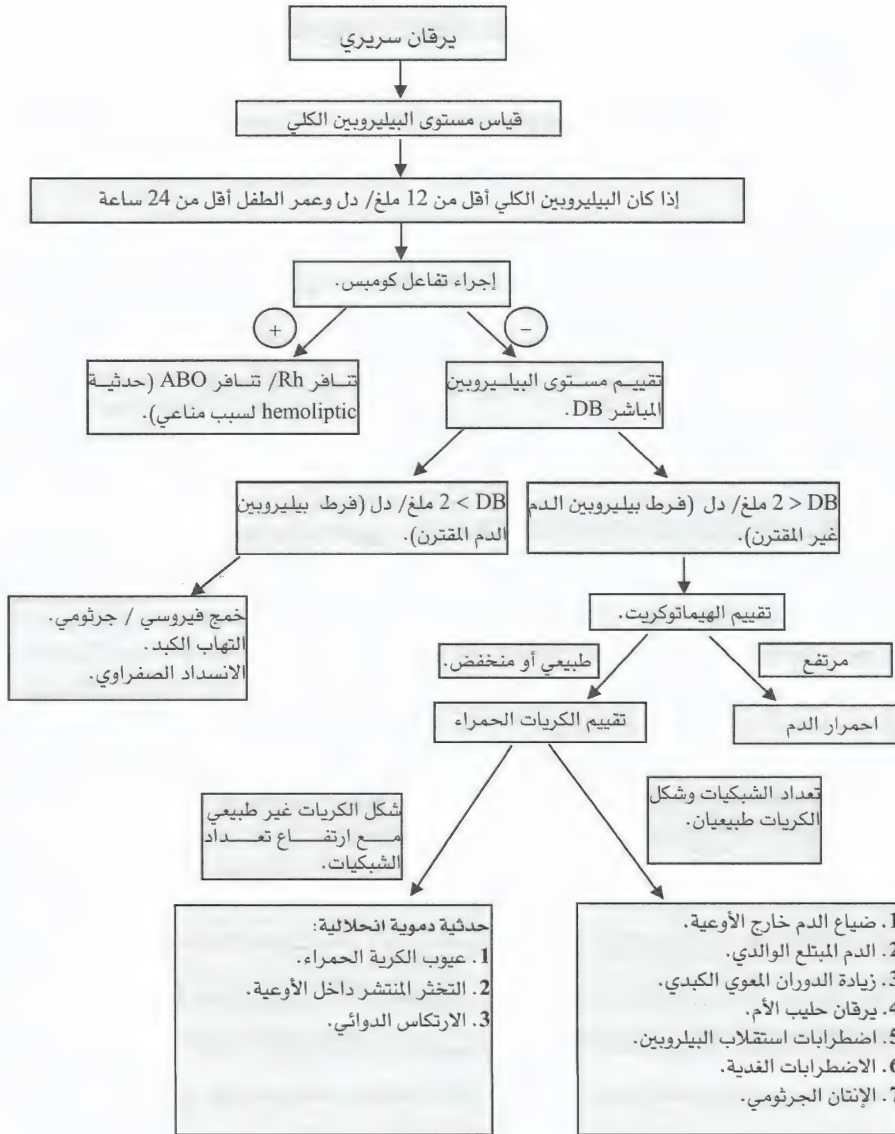 يرقان سريري
قياس مستوى البيليروبين الكلي
إذا كان البيليروبين الكلي أقل من 12 ملغ/ دل وعمر الطفل أقل من 24 ساعة
إجراء تفاعل كومبس.
+
−
تنافر Rh/ تنافر ABO (حدثية
hemoliptic لسبب مناعي).
تقييم مستوى البيليروبين
المباشر DB.
DB > 2 ملغ/ دل (فرط بيليروبين
الدم المقترن).
DB < 2 ملغ/ دل (فرط بيليروبين الدم
غير المقترن).
خمج فيروسي / جرثومي.
التهاب الكبد.
الانسداد الصفراوي.
تقييم الهيماتوكريت.
طبيعي أو منخفض.
مرتفع
تقييم الكريات الحمراء
احمرار الدم
شكل الكريات غير طبيعي
مع ارتفاع تعداد
الشبكيات.
تعداد الشبكيات وشكل
الكريات طبيعيان.
حدثية دموية انحلالية:
1. عيوب الكرية الحمراء.
2. التخثر المنتشر داخل الأوعية.
3. الارتكاس الدوائي.
1. ضياع الدم خارج الأوعية.
2. الدم المبتلع الوالدي.
3. زيادة الدوران المعوي الكبدي.
4. يرقان حليب الأم.
5. اضطرابات استقلاب البيلروبين.
6. الاضطرابات الغدية.
7. الإنتان الجرثومي.